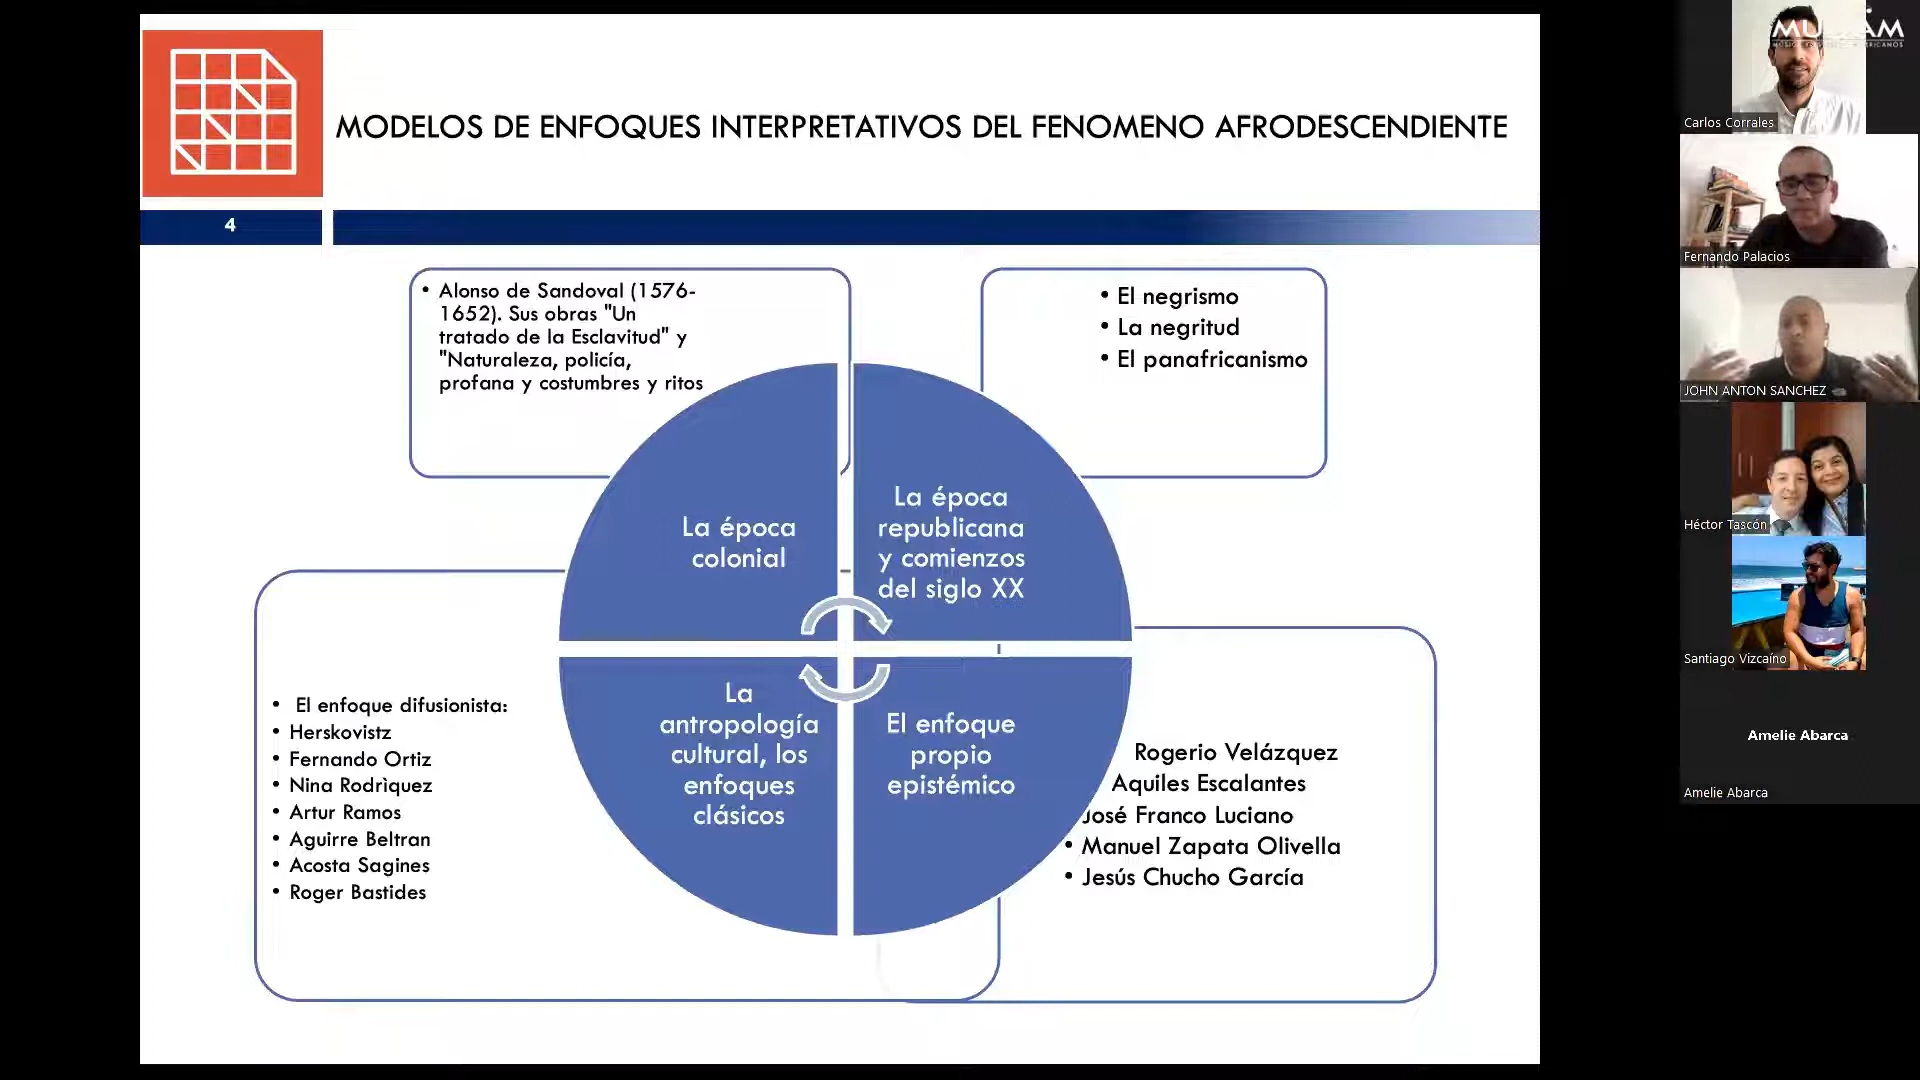 MODELOS DE ENFOQUES INTERPRETATIVOS DEL FENOMENO AFRODESCENDIENTE
4
• Alonso de Sandoval (1576-
1652). Sus obras "Un
tratado de la Esclavitud" y
"Naturaleza, policía,
profana y costumbres y ritos
• El negrismo
• La negritud
• El panafricanismo
La época
colonial
La época
republicana
y comienzos
del siglo XX
La
antropología
cultural, los
enfoques
clásicos
El enfoque
propio
epistémico
• El enfoque difusionista:
• Herskovistz
• Fernando Ortiz
• Nina Rodrìquez
• Artur Ramos
• Aguirre Beltran
• Acosta Sagines
• Roger Bastides
Rogerio Velázquez
Aquiles Escalantes
José Franco Luciano
• Manuel Zapata Olivella
• Jesús Chucho García
Carlos Corrales
Fernando Palacios
JOHN ANTON SANCHEZ
Héctor Tascón
Santiago Vizcaíno
Amelie Abarca
Amelie Abarca